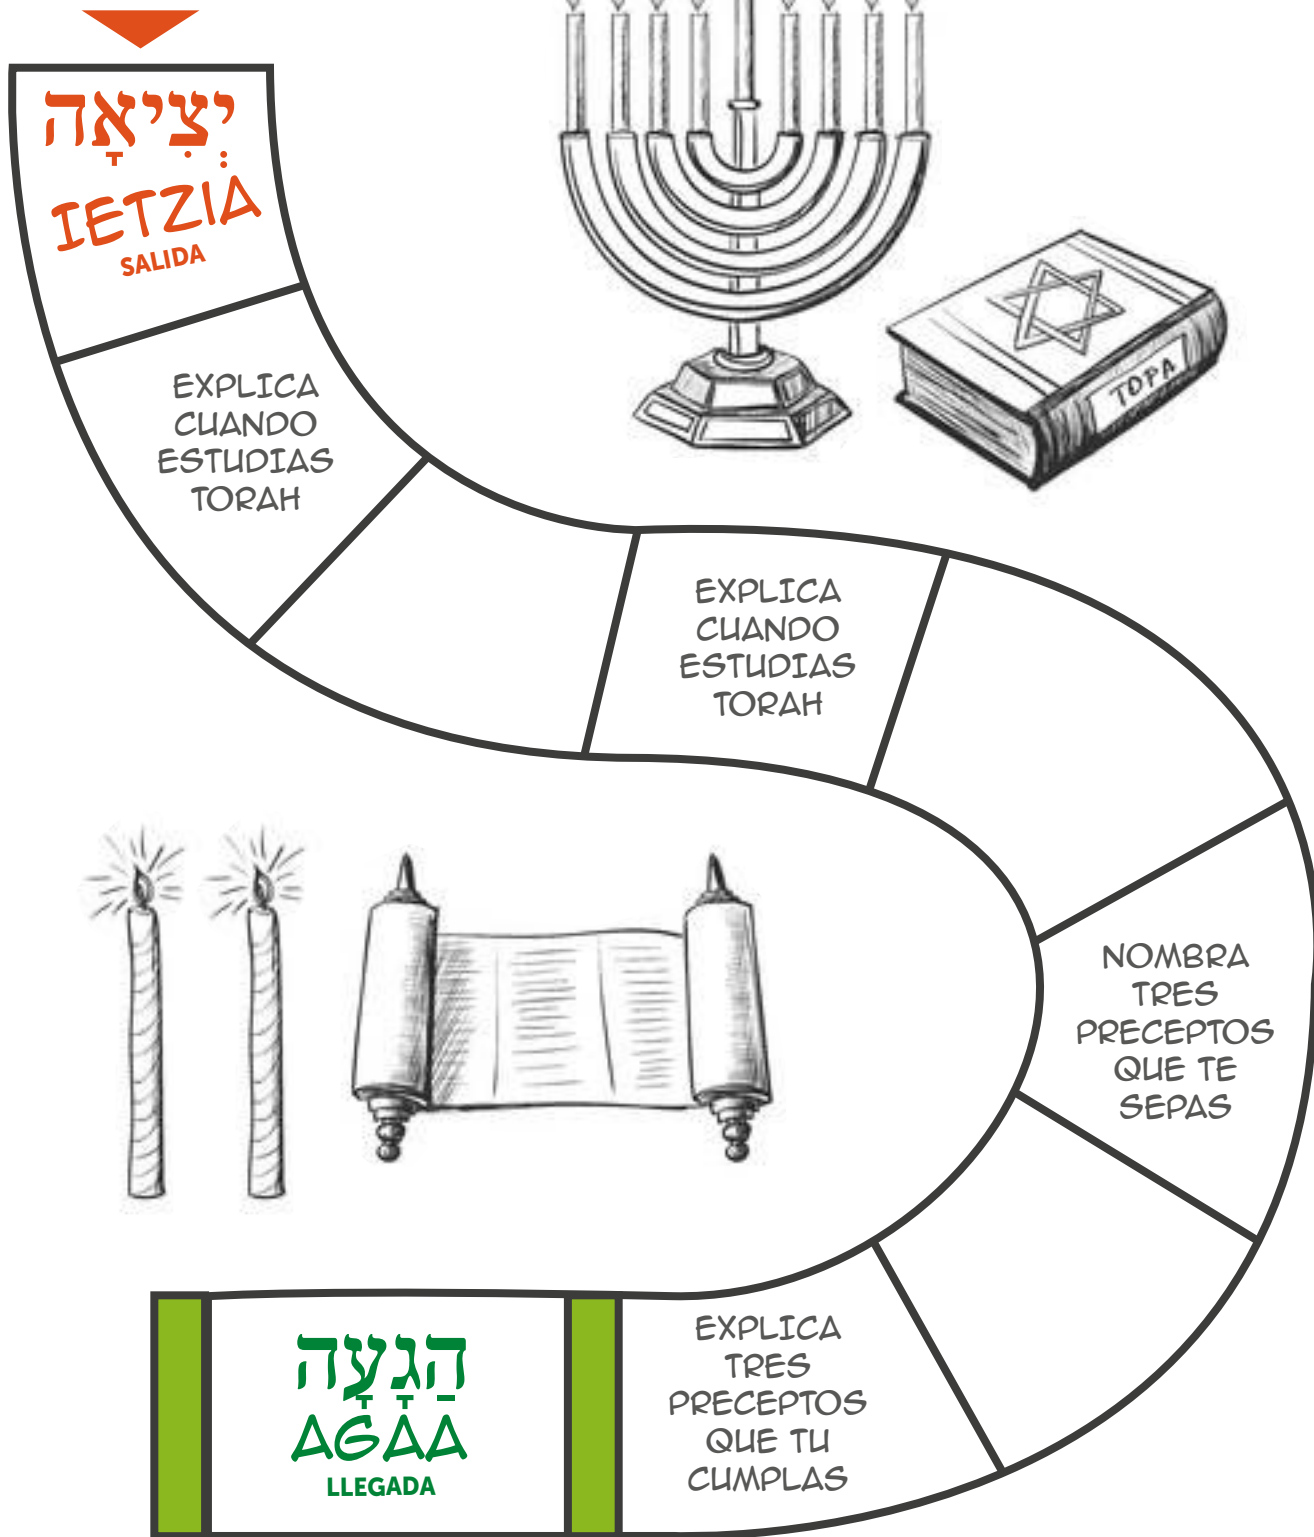 יְצִיאָה
IETZIA
SALIDA
EXPLICA
CUANDO
ESTUDIAS
TORAH
ТОРА
EXPLICA
CUANDO
ESTUDIAS
TORAH
NOMBRA
TRES
PRECEPTOS
QUE TE
SEPAS
EXPLICA
TRES
PRECEPTOS
QUE TU
CUMPLAS
הַגָעָה
AGAA
LLEGADA